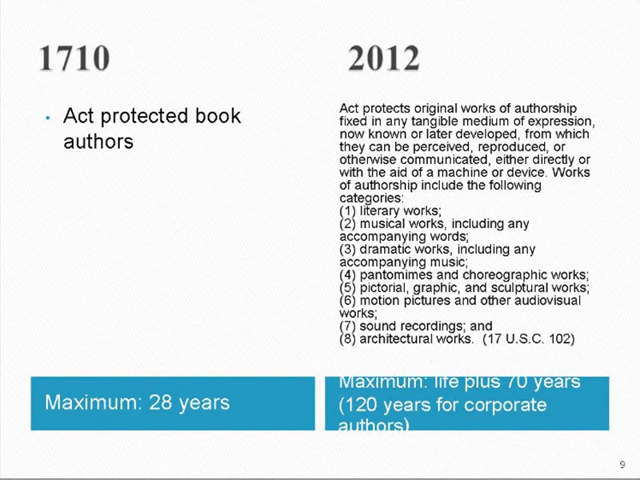 1710
• Act protected book
authors
Maximum: 28 years
2012
Act protects original works of authorship
fixed in any tangible medium of expression,
now known or later developed, from which
they can be perceived, reproduced, or
otherwise communicated, either directly or
with the aid of a machine or device. Works
of authorship include the following
categories:
(1) literary works;
(2) musical works, including any
accompanying words;
(3) dramatic works, including any
accompanying music;
(4) pantomimes and choreographic works;
(5) pictorial, graphic, and sculptural works;
(6) motion pictures and other audiovisual
works;
(7) sound recordings; and
(8) architectural works. (17 U.S.C. 102)
Maximum: life plus 70 years
(120 years for corporate
authors)
9